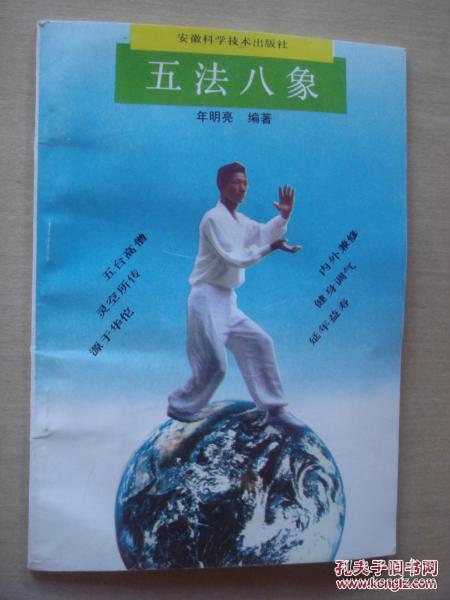 安徽科学技术出版社
五法八象
年明亮 编著
五台高僧
灵空所传
源于华佗
内外兼修
健身调气
延年益寿
孔夫子旧书网
www.kongfz.com